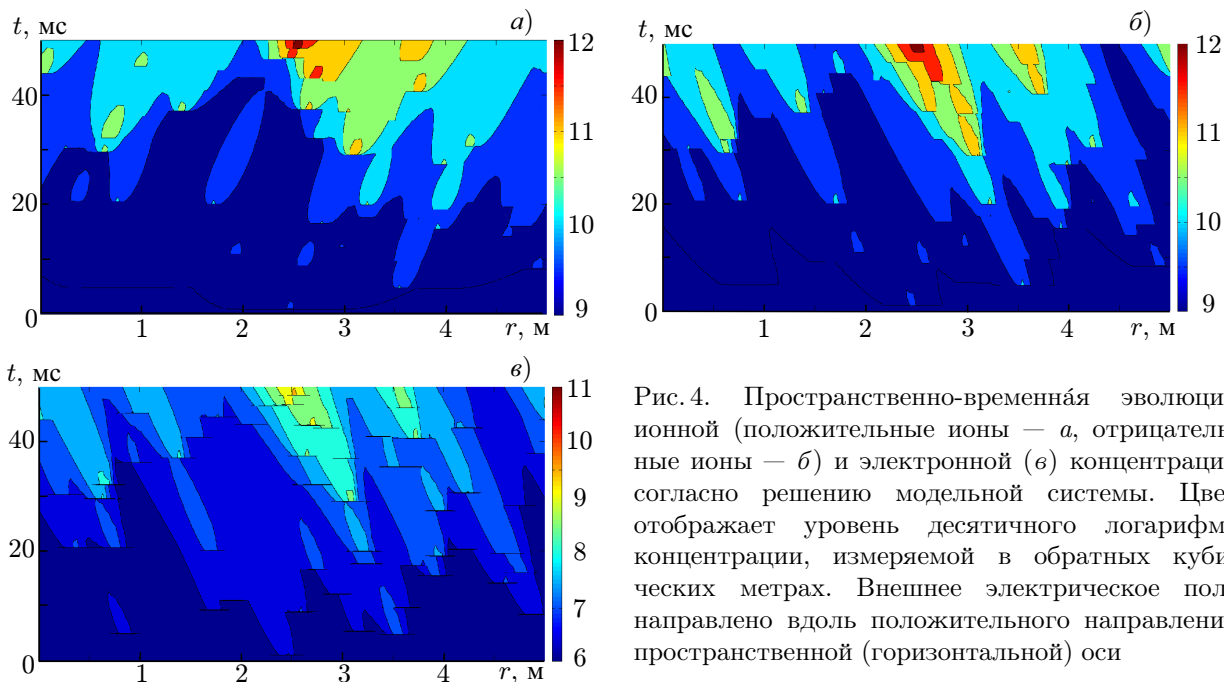 t, мс
а)
40
20
0
1
2
3
4
r, м
12
11
10
9
t, мс
б)
40
20
0
1
2
3
4
r, м
12
11
10
9
t, мс
в)
40
20
0
1
2
3
4
r, м
11
10
9
8
7
6
Рис. 4. Пространственно-временна́я эволюци
ионной (положительные ионы — а, отрицатель
ные ионы — б) и электронной (в) концентраци
согласно решению модельной системы. Цве
отображает уровень десятичного логарифм
концентрации, измеряемой в обратных куби
ческих метрах. Внешнее электрическое пол
направлено вдоль положительного направлени
пространственной (горизонтальной) оси